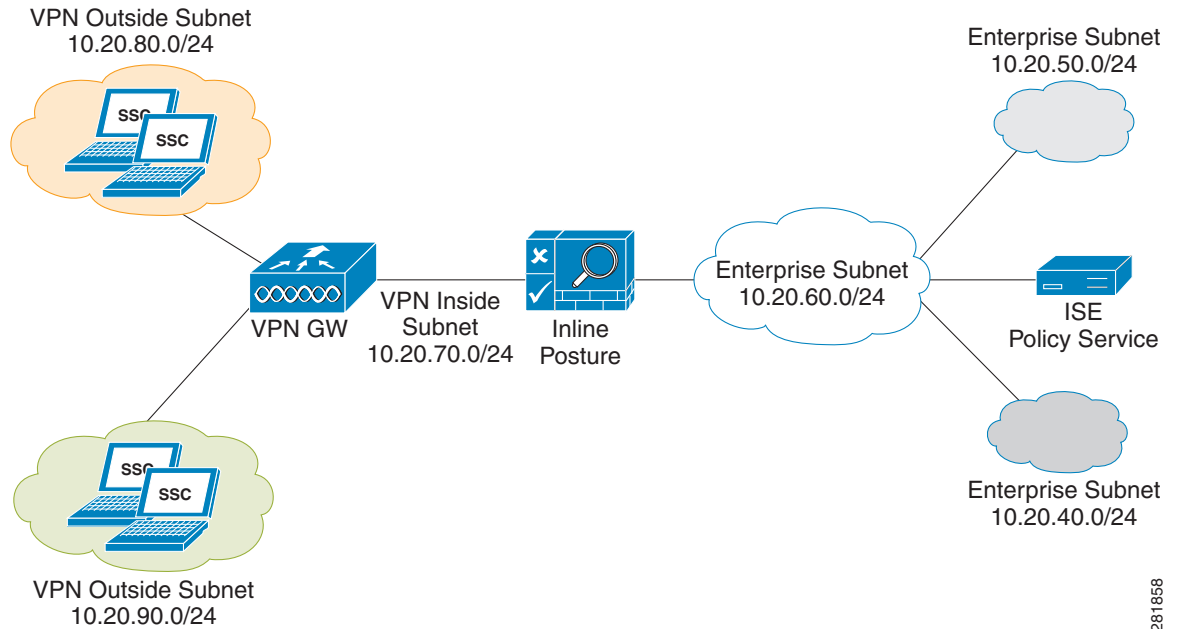 VPN Outside Subnet
10.20.80.0/24
SSC
SSC
Enterprise Subnet
10.20.50.0/24
VPN GW
VPN Inside
Subnet
10.20.70.0/24
Inline
Posture
Enterprise Subnet
10.20.60.0/24
ISE
Policy Service
SSC
SSC
VPN Outside Subnet
10.20.90.0/24
Enterprise Subnet
10.20.40.0/24
281858